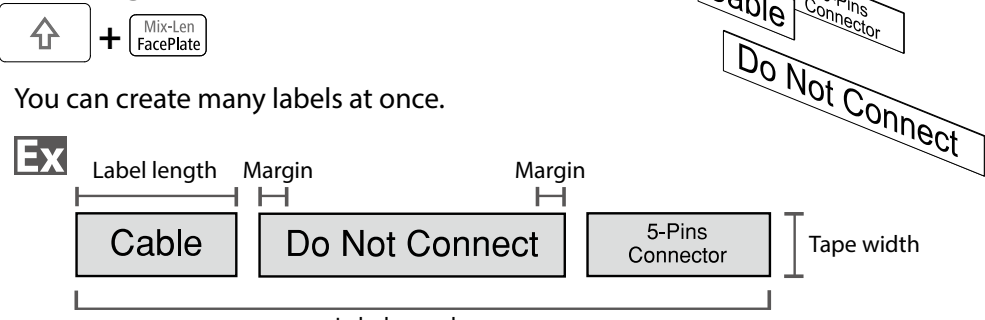 Cable
5-Pins
Connector
Do Not Connect
+
Mix-Len
FacePlate
You can create many labels at once.
Ex
Label length Margin Margin
Cable Do Not Connect 5-Pins
Connector
Tape width